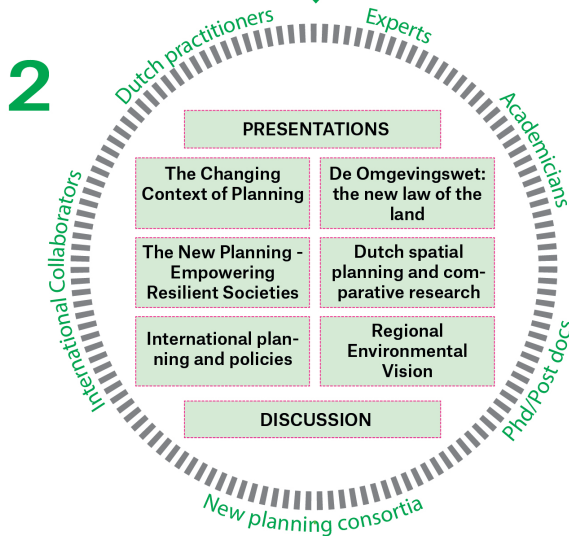 2
Dutch practitioners
Experts
Academicians
International Collaborators
Phd/Post docs
New planning consortia
PRESENTATIONS
The Changing
Context of Planning
De Omgevingswet:
the new law of the
land
The New Planning -
Empowering
Resilient Societies
Dutch spatial
planning and com-
parative research
International plan-
ning and policies
Regional
Environmental
Vision
DISCUSSION